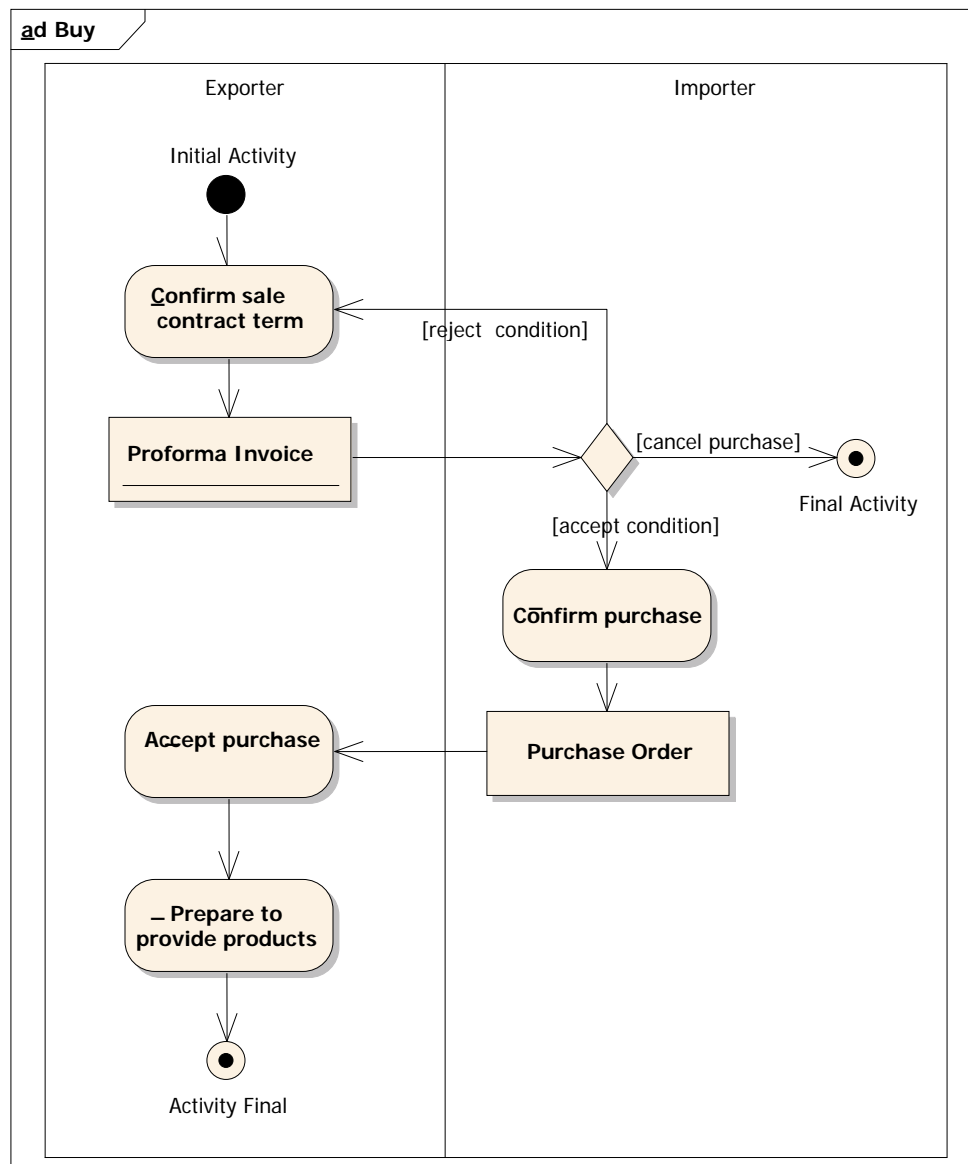 ad Buy
Exporter
Importer
Initial Activity
Confirm sale
contract term
[reject condition]
Proforma Invoice
[cancel purchase]
Final Activity
[accept condition]
Confirm purchase
Accept purchase
Purchase Order
Prepare to
provide products
Activity Final